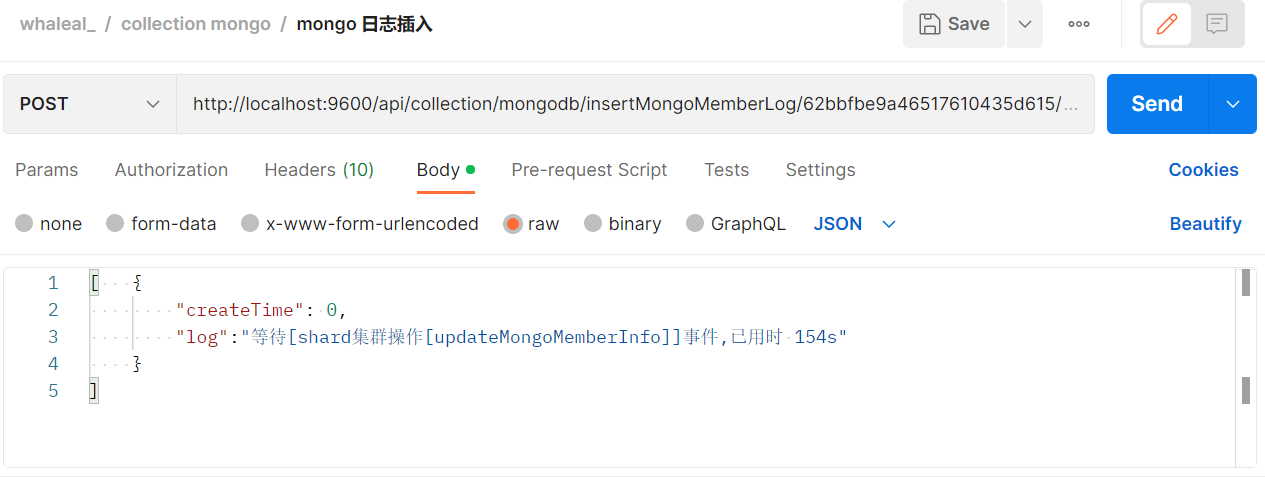 whaleal_ / collection mongo / mongo 日志插入
Save
POST
http://localhost:9600/api/collection/mongodb/insertMongoMemberLog/62bbfbe9a46517610435d615/...
Send
Params Authorization Headers (10) Body Pre-request Script Tests Settings Cookies
none form-data x-www-form-urlencoded raw binary GraphQL JSON Beautify
1 [ {
2 "createTime": 0,
3 "log":"等待[shard集群操作[updateMongoMemberInfo]]事件,已用时 154s"
4 }
5 ]